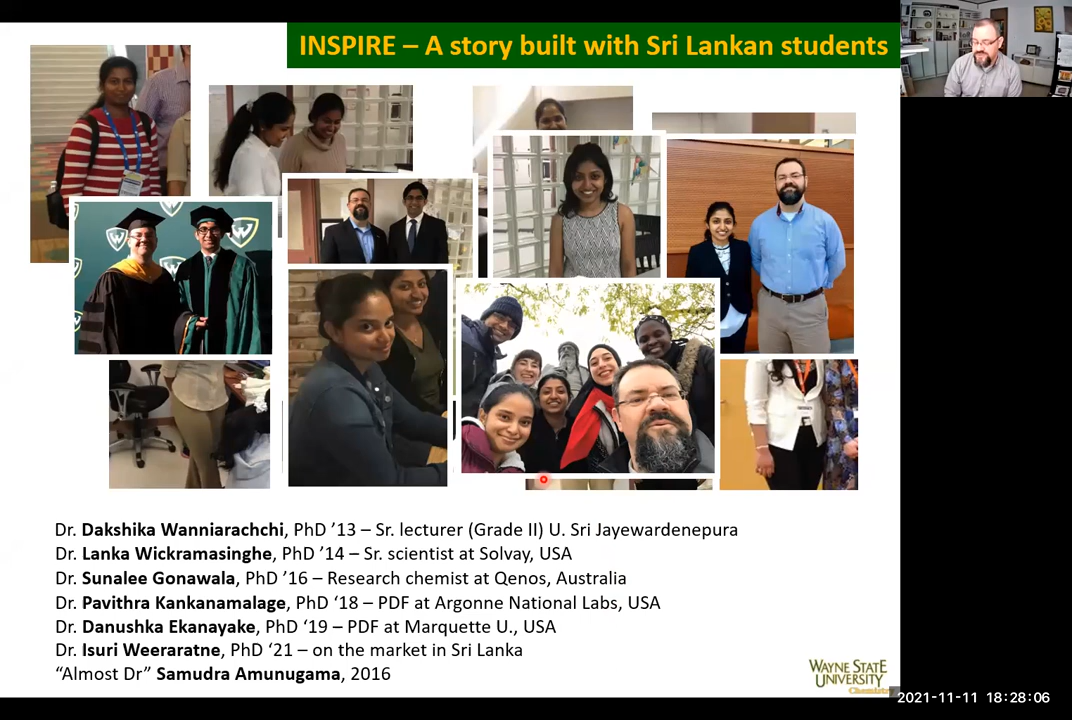 INSPIRE – A story built with Sri Lankan students
Dr. Dakshika Wanniarachchi, PhD ’13 – Sr. lecturer (Grade II) U. Sri Jayewardenepura
Dr. Lanka Wickramasinghe, PhD ’14 – Sr. scientist at Solvay, USA
Dr. Sunalee Gonawala, PhD ’16 – Research chemist at Qenos, Australia
Dr. Pavithra Kankanamalage, PhD ‘18 – PDF at Argonne National Labs, USA
Dr. Danushka Ekanayake, PhD ‘19 – PDF at Marquette U., USA
Dr. Isuri Weeraratne, PhD ‘21 – on the market in Sri Lanka
“Almost Dr” Samudra Amunugama, 2016
WAYNE STATE
UNIVERSITY
Chemistry
2021-11-11 18:28:06